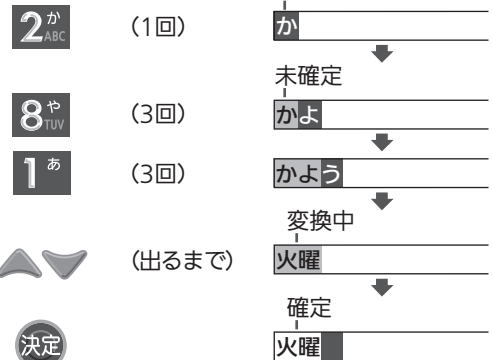 2 か ABC （1回） か
未確定
8 や TUV （3回） かよ
1 あ （3回） かよう
変換中
（出るまで） 火曜
確定
決定 火曜